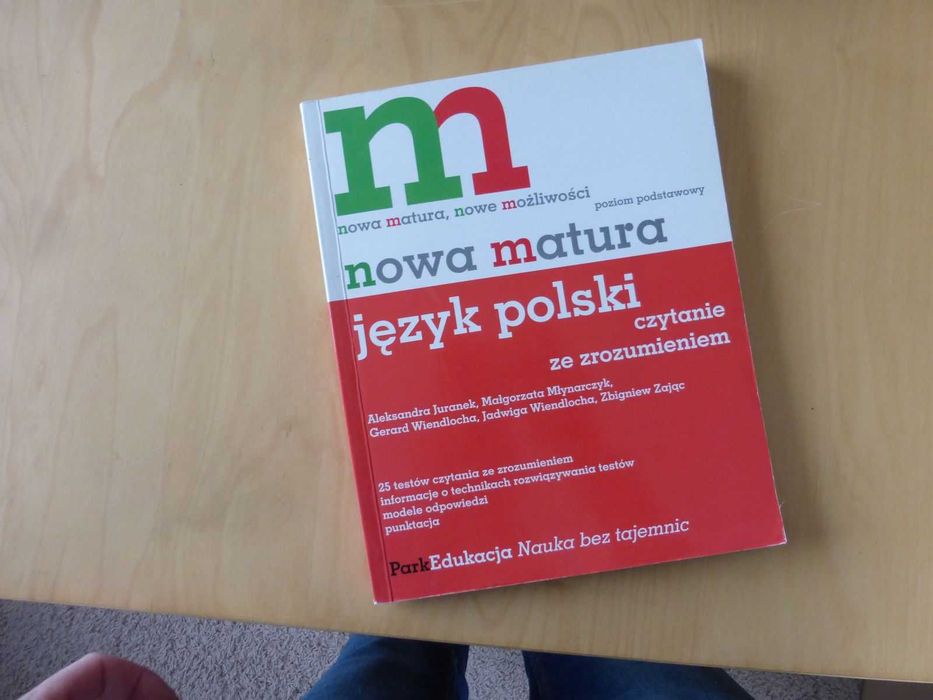 m
nowa matura, nowe możliwości
poziom podstawowy
nowa matura
język polski
czytanie
ze zrozumieniem
Aleksandra Juranek, Małgorzata Młynarczyk,
Gerard Wiendlocha, Jadwiga Wiendlocha, Zbigniew Zając
25 testów czytania ze zrozumieniem
informacje o technikach rozwiązywania testów
modele odpowiedzi
punktacja
ParkEdukacja Nauka bez tajemnic